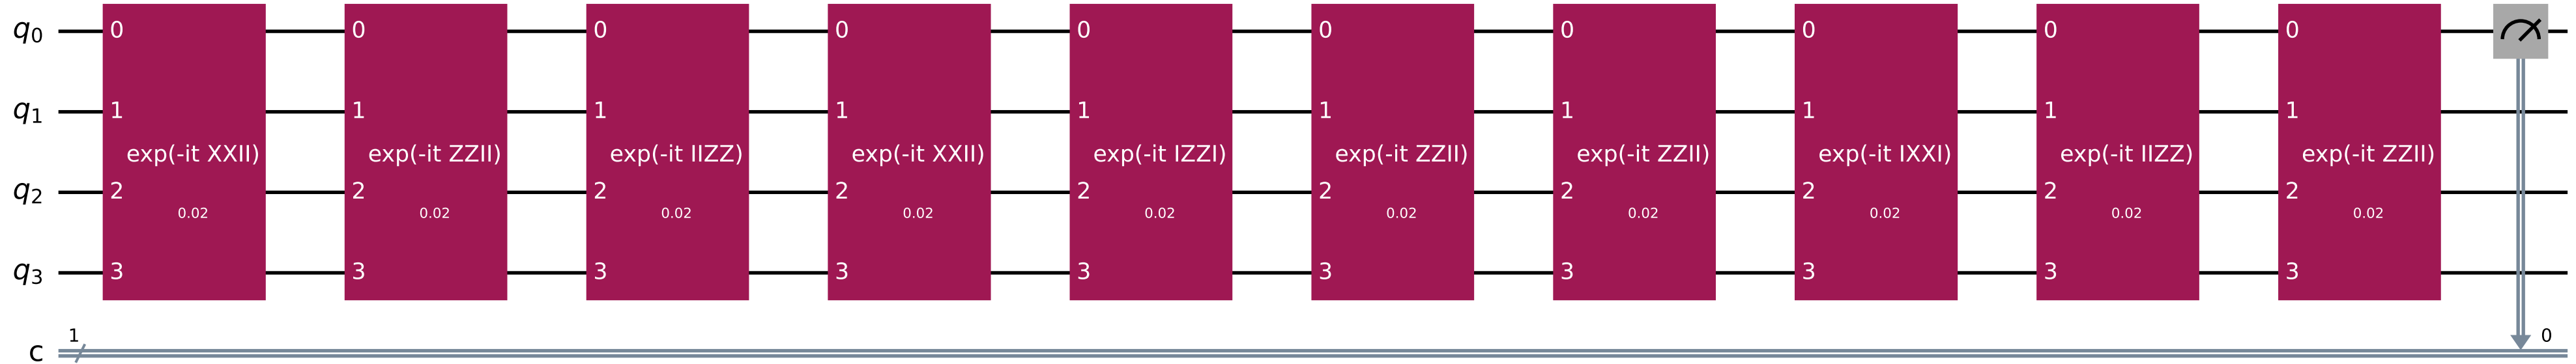 q0 0 0 0 0 0 0 0 0 0 0
q1 1 1 1 1 1 1 1 1 1 1
exp(-it XXII) exp(-it ZZII) exp(-it IIZZ) exp(-it XXII) exp(-it IZZI) exp(-it ZZII) exp(-it ZZII) exp(-it IXXI) exp(-it IIZZ) exp(-it ZZII)
q2 2 2 2 2 2 2 2 2 2 2
0.02 0.02 0.02 0.02 0.02 0.02 0.02 0.02 0.02 0.02
q3 3 3 3 3 3 3 3 3 3 3
1 0
c